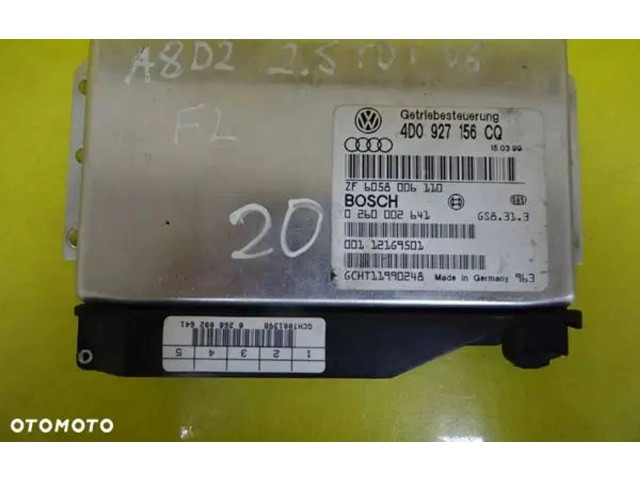 A8D2 2.5 TDI V6
FL
20
Getriebesteuerung
4D0 927 156 CQ
15.03.99
ZF 6058 006 110
BOSCH
0 260 002 641
GS8.31.3
001 12169501
GCHT11990248 Made in Germany 963
GCHT001398 0 260 002 641
1 2 3 4 5
OTOMOTO